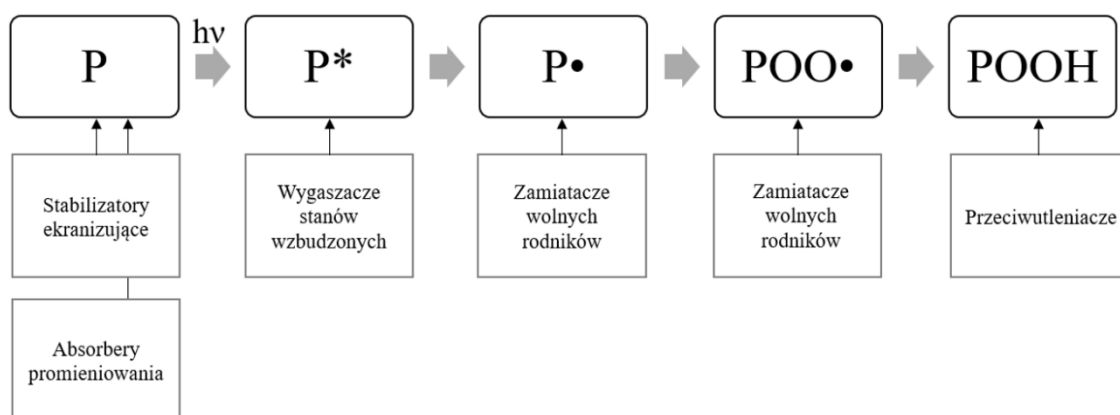 hν
P
P*
P•
POO•
POOH
Stabilizatory
ekranizujące
Wygaszacze
stanów
wzbudzonych
Zamiatacze
wolnych
rodników
Zamiatacze
wolnych
rodników
Przeciwutleniacze
Absorbery
promieniowania